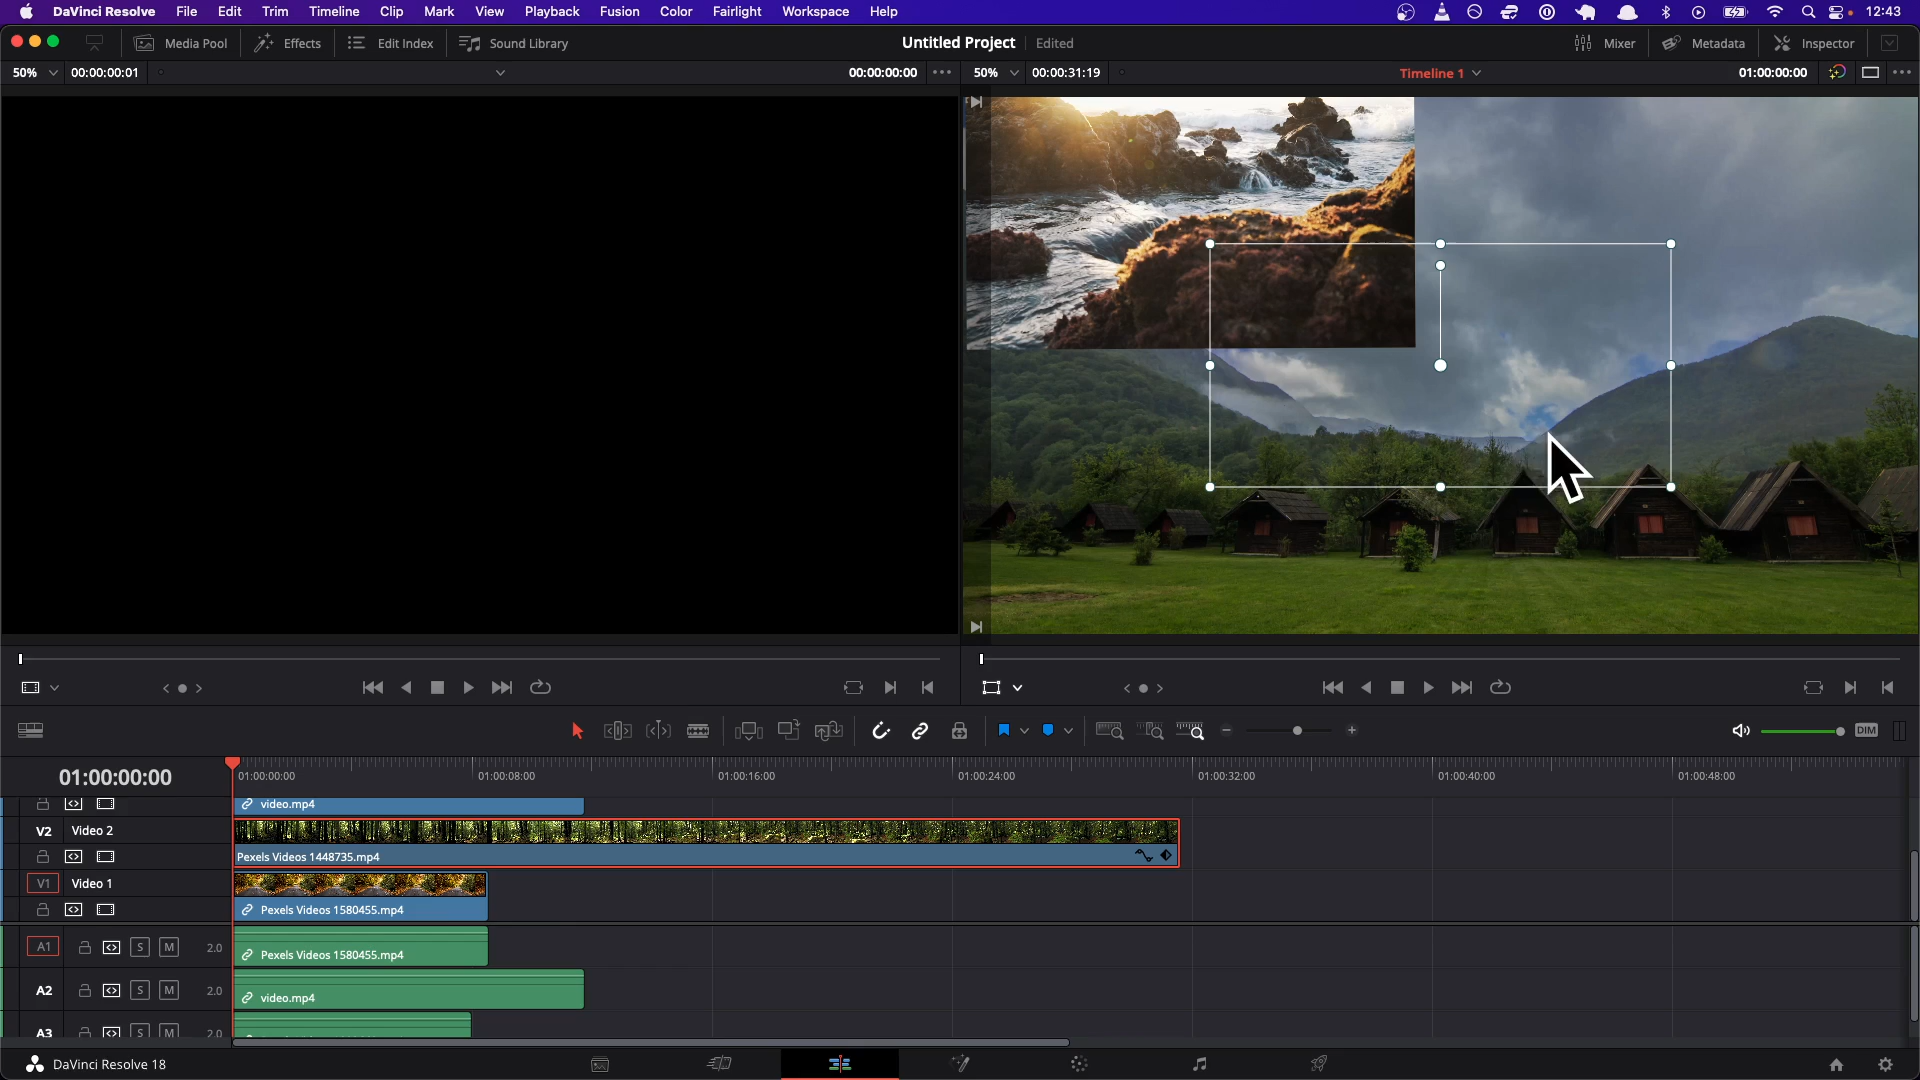 DaVinci Resolve File Edit Trim Timeline Clip Mark View Playback Fusion Color Fairlight Workspace Help 12:43
Media Pool Effects Edit Index Sound Library Untitled Project Edited Mixer Metadata Inspector
50% 00:00:00:01 00:00:00:00 50% 00:00:31:19 Timeline 1 01:00:00:00
DIM
01:00:00:00 01:00:00:00 01:00:08:00 01:00:16:00 01:00:24:00 01:00:32:00 01:00:40:00 01:00:48:00
video.mp4
V2 Video 2
Pexels Videos 1448735.mp4
V1 Video 1
Pexels Videos 1580455.mp4
A1 S M 2.0
Pexels Videos 1580455.mp4
A2 S M 2.0
video.mp4
A3 S M 2.0
DaVinci Resolve 18